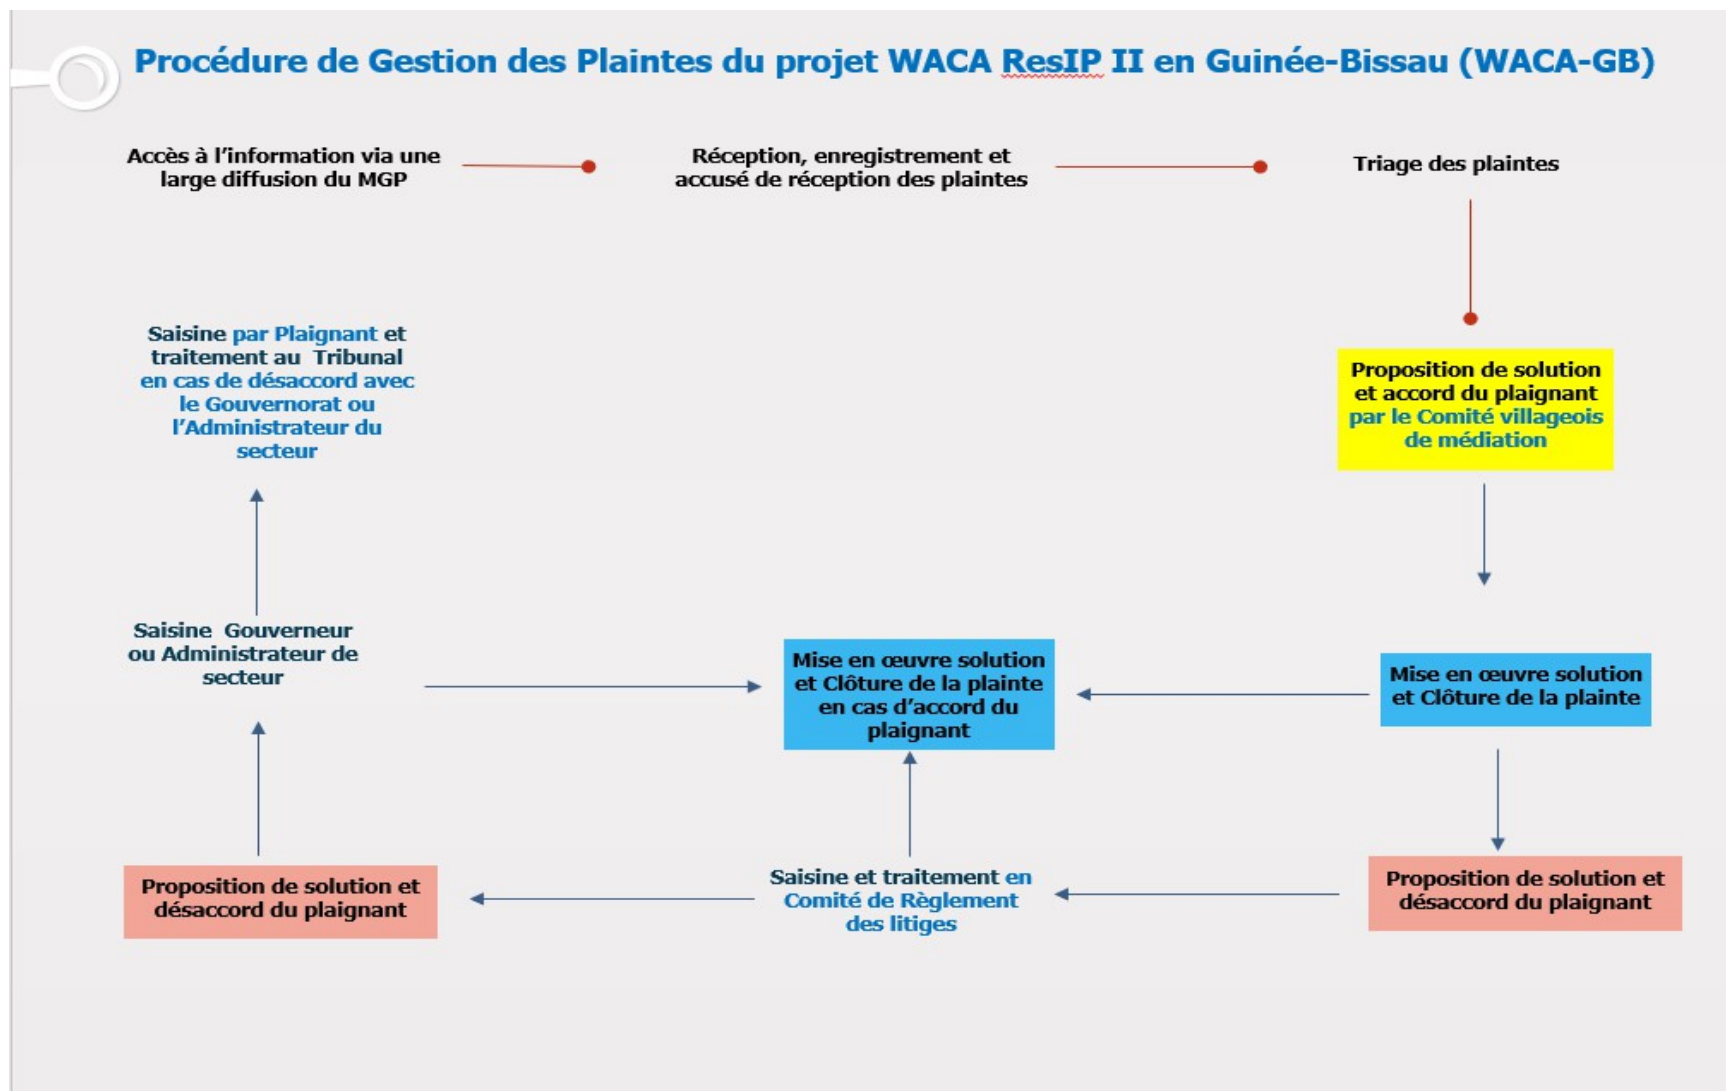 Procédure de Gestion des Plaintes du projet WACA ResIP II en Guinée-Bissau (WACA-GB)
Accès à l'information via une
large diffusion du MGP
Réception, enregistrement et
accusé de réception des plaintes
Triage des plaintes
Saisine par Plaignant et
traitement au Tribunal
en cas de désaccord avec
le Gouvernorat ou
l'Administrateur du
secteur
Proposition de solution
et accord du plaignant
par le Comité villageois
de médiation
Saisine Gouverneur
ou Administrateur de
secteur
Mise en œuvre solution
et Clôture de la plainte
en cas d'accord du
plaignant
Mise en œuvre solution
et Clôture de la plainte
Proposition de solution et
désaccord du plaignant
Saisine et traitement en
Comité de Règlement
des litiges
Proposition de solution et
désaccord du plaignant